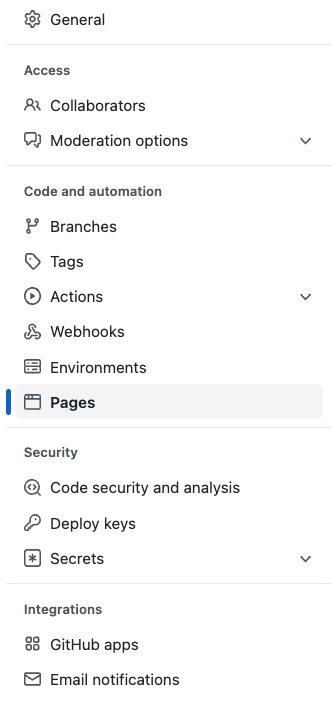 General
Access
Collaborators
Moderation options
Code and automation
Branches
Tags
Actions
Webhooks
Environments
Pages
Security
Code security and analysis
Deploy keys
Secrets
Integrations
GitHub apps
Email notifications